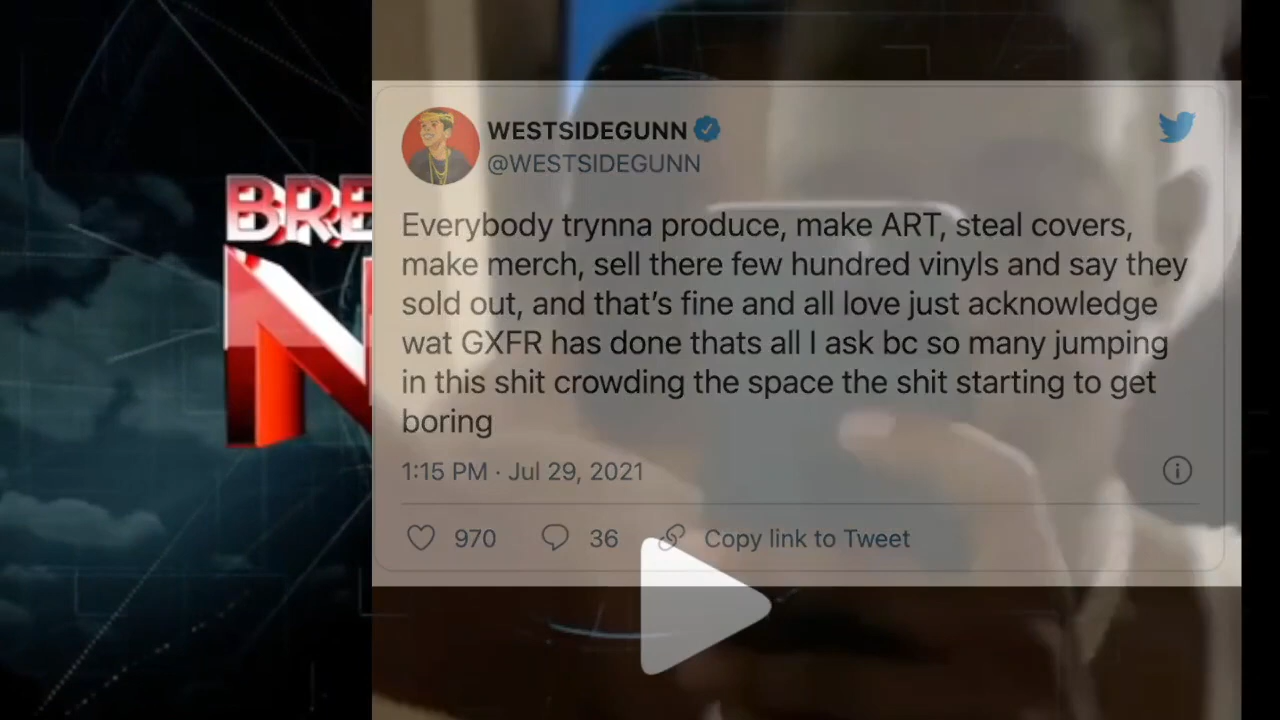 BRE
N
WESTSIDEGUNN
@WESTSIDEGUNN
Everybody trynna produce, make ART, steal covers,
make merch, sell there few hundred vinyls and say they
sold out, and that's fine and all love just acknowledge
wat GXFR has done thats all I ask bc so many jumping
in this shit crowding the space the shit starting to get
boring
1:15 PM · Jul 29, 2021
970 36 Copy link to Tweet